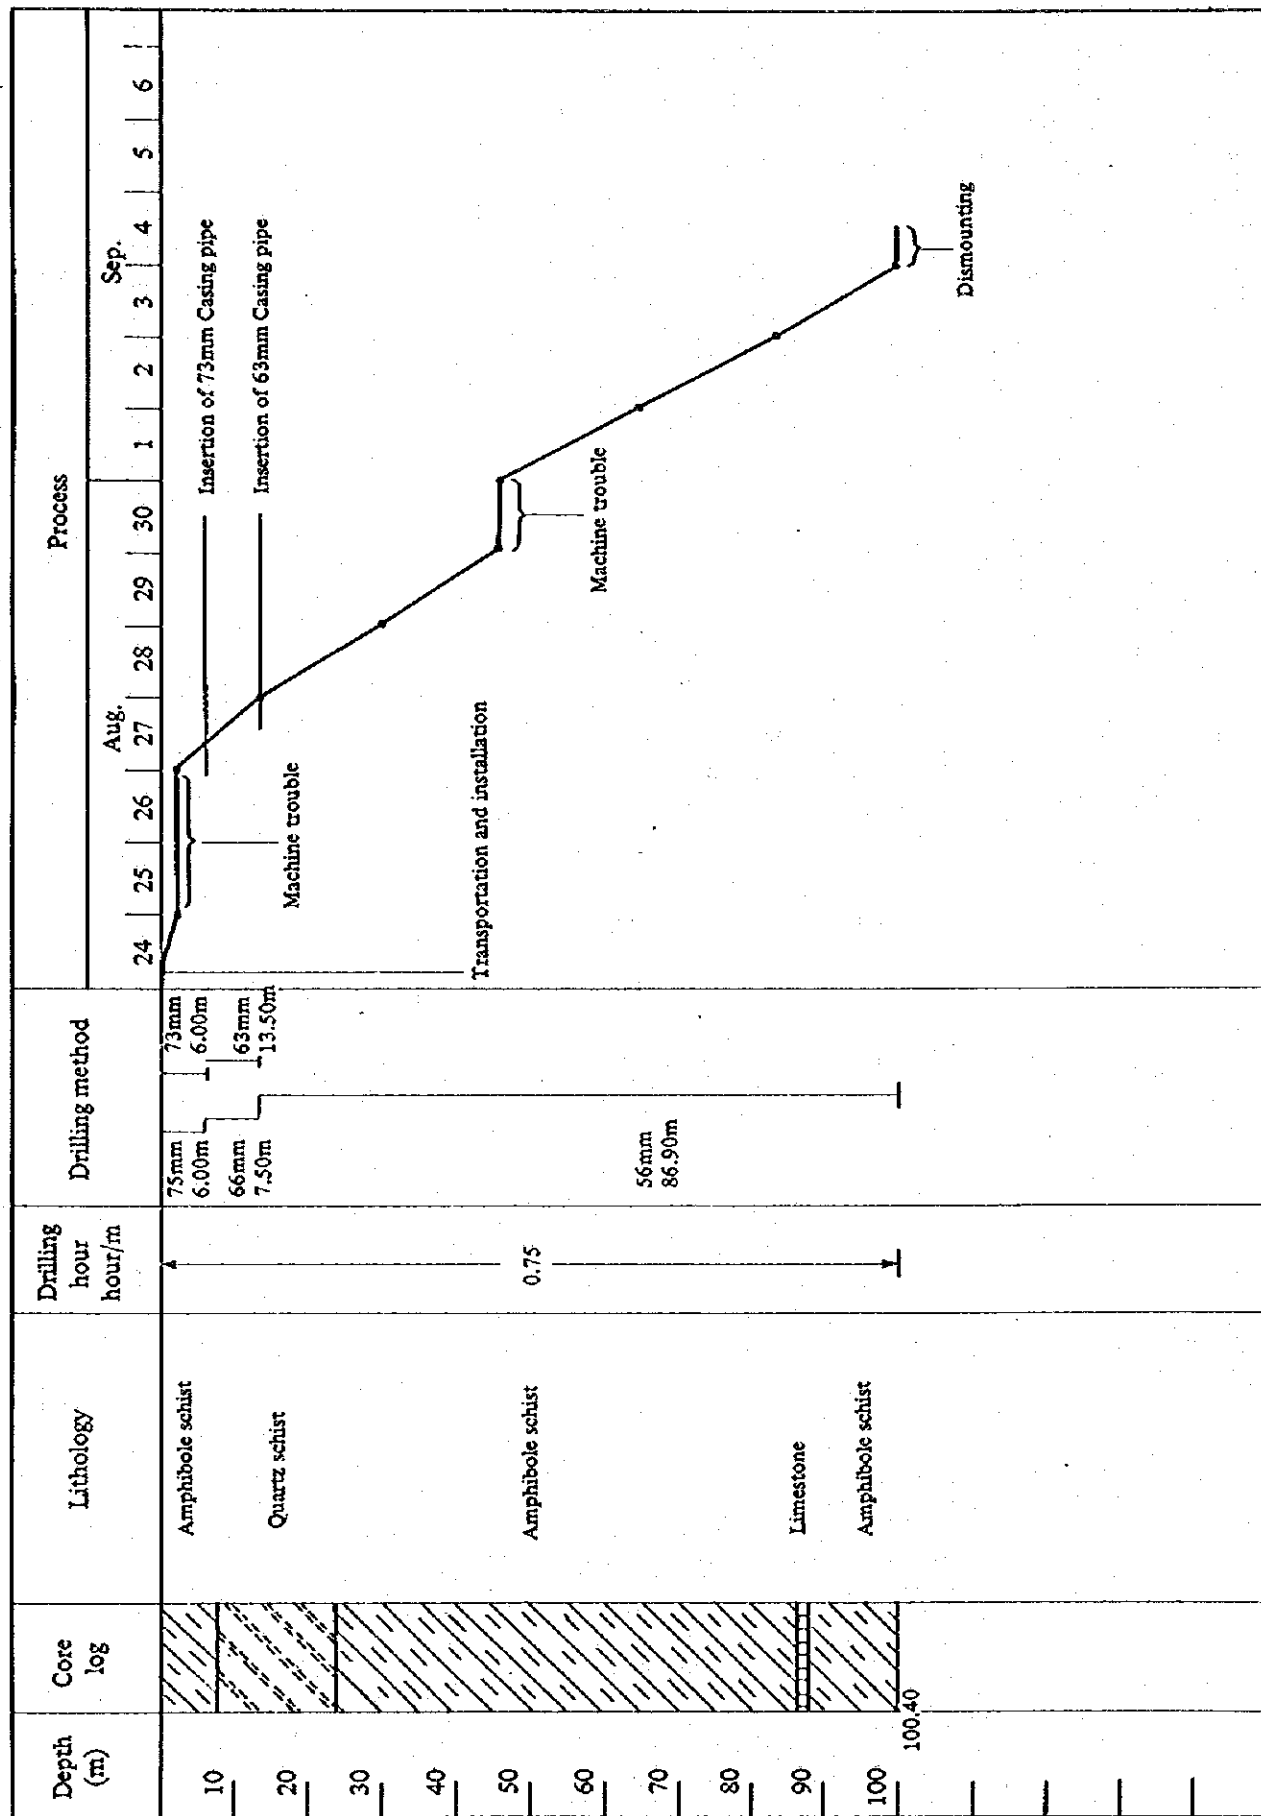 Depth
(m)
Core
log
Lithology
Drilling
hour
hour/m
Drilling method
Process
Aug.
Sep.
24
25
26
27
28
29
30
1
2
3
4
5
6
10
20
30
40
50
60
70
80
90
100
100.40
Amphibole schist
Quartz schist
Amphibole schist
Limestone
Amphibole schist
0.75
75mm
6.00m
66mm
7.50m
56mm
86.90m
73mm
6.00m
63mm
13.50m
Insertion of 73mm Casing pipe
Insertion of 63mm Casing pipe
Machine trouble
Transportation and installation
Machine trouble
Dismounting